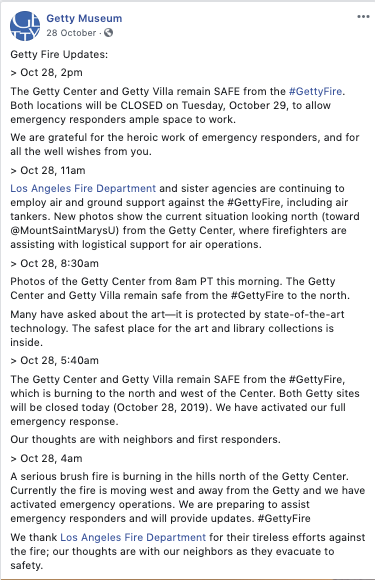 Getty Museum
28 October ·
Getty Fire Updates:
> Oct 28, 2pm
The Getty Center and Getty Villa remain SAFE from the #GettyFire.
Both locations will be CLOSED on Tuesday, October 29, to allow
emergency responders ample space to work.
We are grateful for the heroic work of emergency responders, and for
all the well wishes from you.
> Oct 28, 11am
Los Angeles Fire Department and sister agencies are continuing to
employ air and ground support against the #GettyFire, including air
tankers. New photos show the current situation looking north (toward
@MountSaintMarysU) from the Getty Center, where firefighters are
assisting with logistical support for air operations.
> Oct 28, 8:30am
Photos of the Getty Center from 8am PT this morning. The Getty
Center and Getty Villa remain safe from the #GettyFire to the north.
Many have asked about the art—it is protected by state-of-the-art
technology. The safest place for the art and library collections is
inside.
> Oct 28, 5:40am
The Getty Center and Getty Villa remain SAFE from the #GettyFire,
which is burning to the north and west of the Center. Both Getty sites
will be closed today (October 28, 2019). We have activated our full
emergency response.
Our thoughts are with neighbors and first responders.
> Oct 28, 4am
A serious brush fire is burning in the hills north of the Getty Center.
Currently the fire is moving west and away from the Getty and we have
activated emergency operations. We are preparing to assist
emergency responders and will provide updates. #GettyFire
We thank Los Angeles Fire Department for their tireless efforts against
the fire; our thoughts are with our neighbors as they evacuate to
safety.